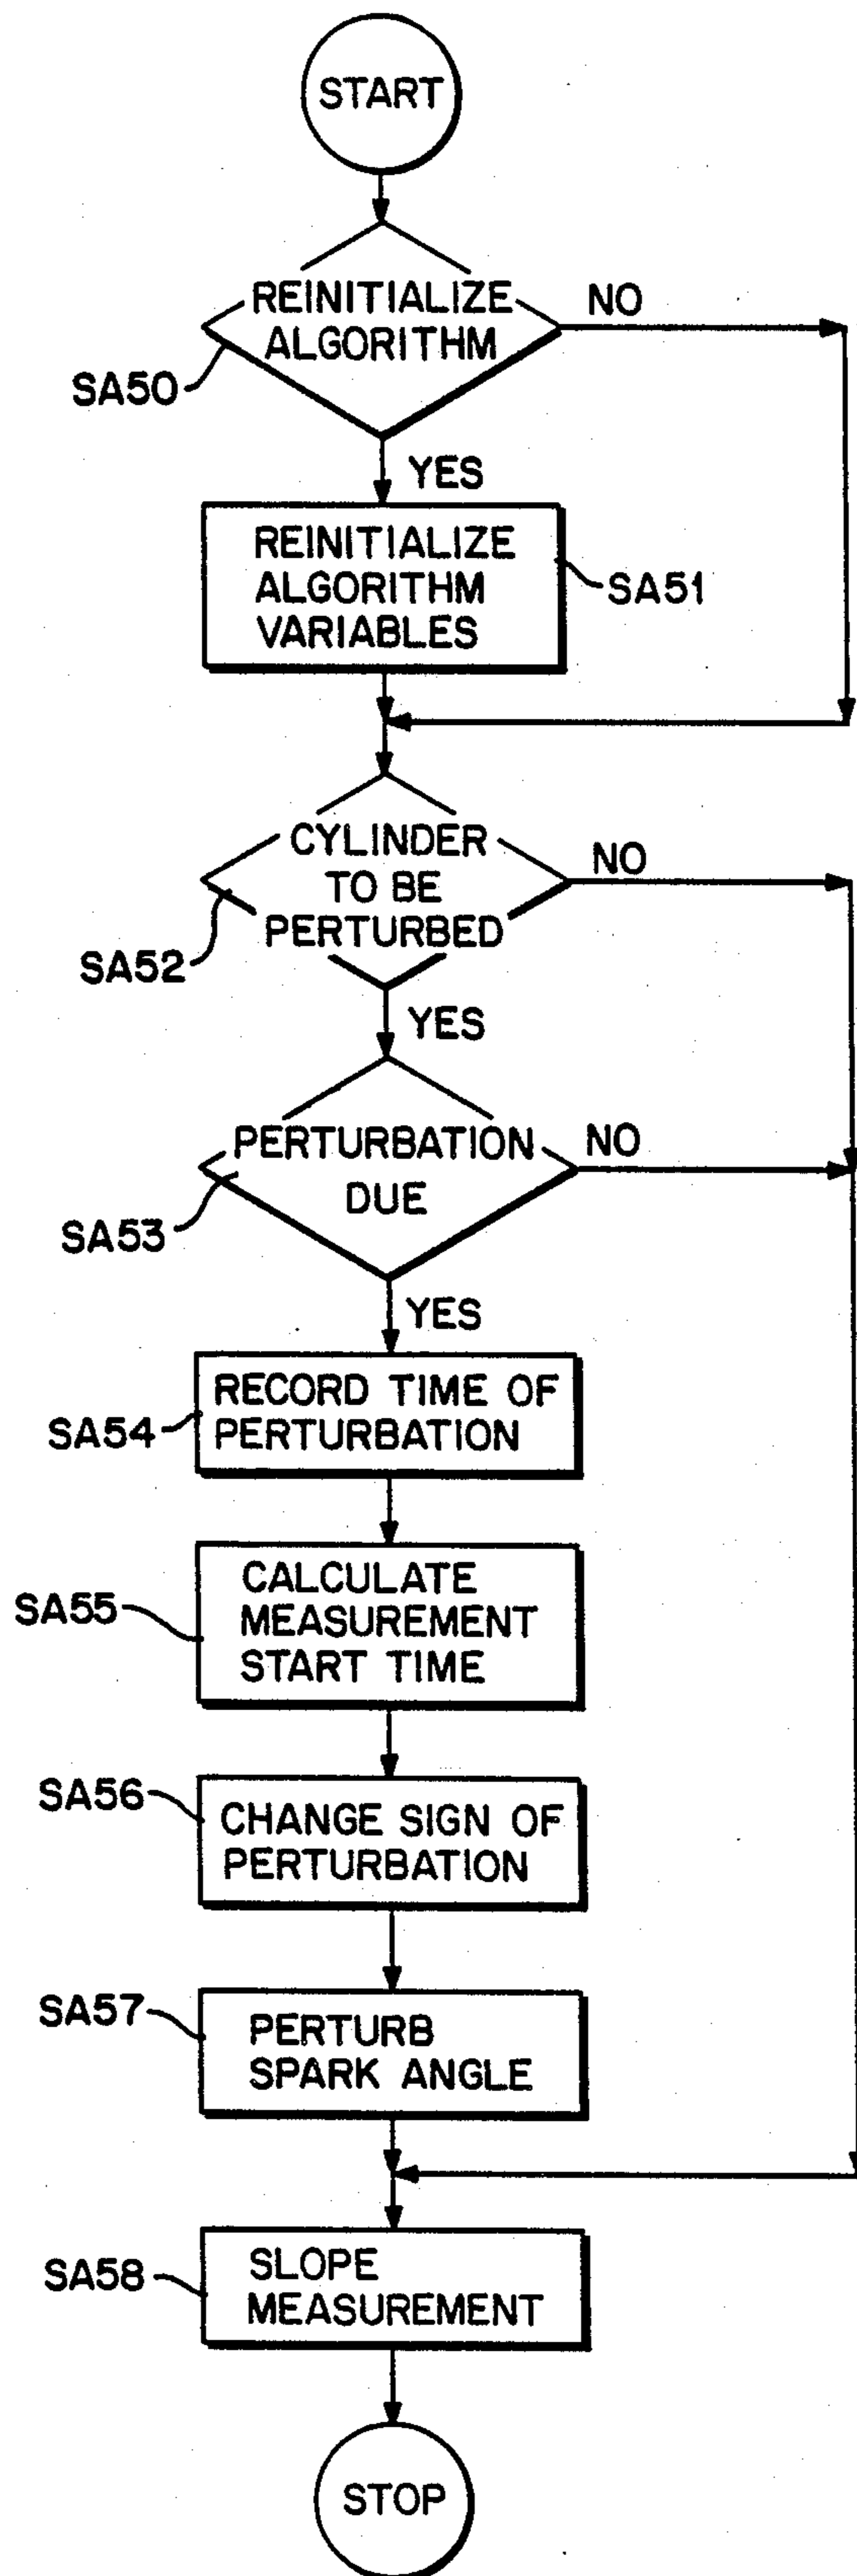 START
REINITIALIZE
ALGORITHM
NO
SA50
YES
REINITIALIZE
ALGORITHM
VARIABLES
SA51
CYLINDER
TO BE
PERTURBED
NO
SA52
YES
PERTURBATION
DUE
NO
SA53
YES
RECORD TIME OF
PERTURBATION
SA54
CALCULATE
MEASUREMENT
START TIME
SA55
SA56
CHANGE SIGN OF
PERTURBATION
SA57
PERTURB
SPARK ANGLE
SA58
SLOPE
MEASUREMENT
STOP